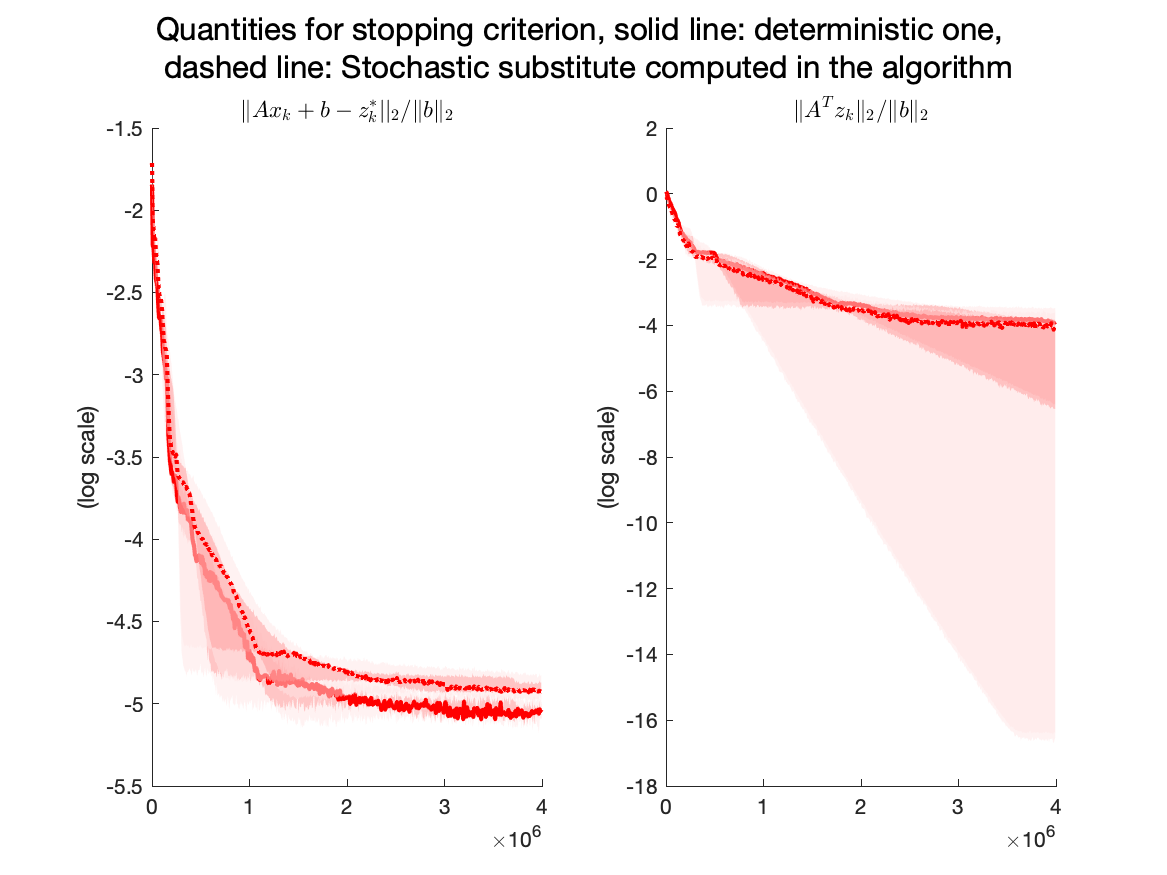 Quantities for stopping criterion, solid line: deterministic one,
dashed line: Stochastic substitute computed in the algorithm
‖Ax_k + b − z_k^*||_2/‖b‖_2
-1.5
-2
-2.5
-3
-3.5
-4
-4.5
-5
-5.5
(log scale)
0 1 2 3 4
×10^6
‖A^T z_k‖_2/‖b‖_2
2
0
-2
-4
-6
-8
-10
-12
-14
-16
-18
(log scale)
0 1 2 3 4
×10^6